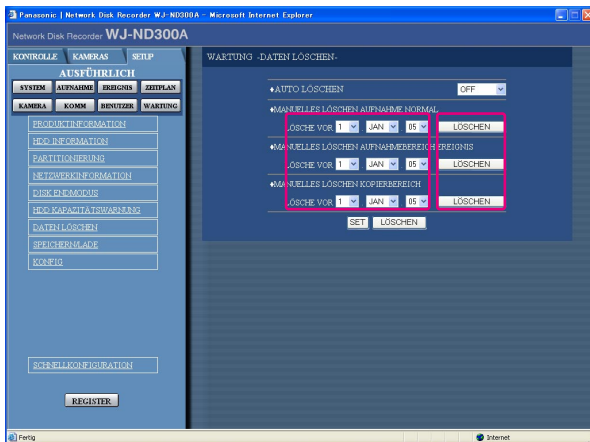 Panasonic | Network Disk Recorder WJ-ND300A - Microsoft Internet Explorer
Network Disk Recorder WJ-ND300A
KONTROLLE KAMERAS SETUP
AUSFÜHRLICH
SYSTEM AUFNAHME EREIGNIS ZEITPLAN
KAMERA KOMM BENUTZER WARTUNG
PRODUKTINFORMATION
HDD INFORMATION
PARTITIONIERUNG
NETZWERKINFORMATION
DISK ENDMODUS
HDD KAPAZITÄTSWARNUNG
DATEN LÖSCHEN
SPEICHERN/LADE
KONFIG
SCHNELLKONFIGURATION
REGISTER
WARTUNG -DATEN LÖSCHEN-
♦AUTO LÖSCHEN OFF
♦MANUELLES LÖSCHEN AUFNAHME NORMAL
LÖSCHE VOR 1 . JAN . 05 LÖSCHEN
♦MANUELLES LÖSCHEN AUFNAHMEBEREICH EREIGNIS
LÖSCHE VOR 1 . JAN . 05 LÖSCHEN
♦MANUELLES LÖSCHEN KOPIERBEREICH
LÖSCHE VOR 1 . JAN . 05 LÖSCHEN
SET LÖSCHEN
Fertig Internet